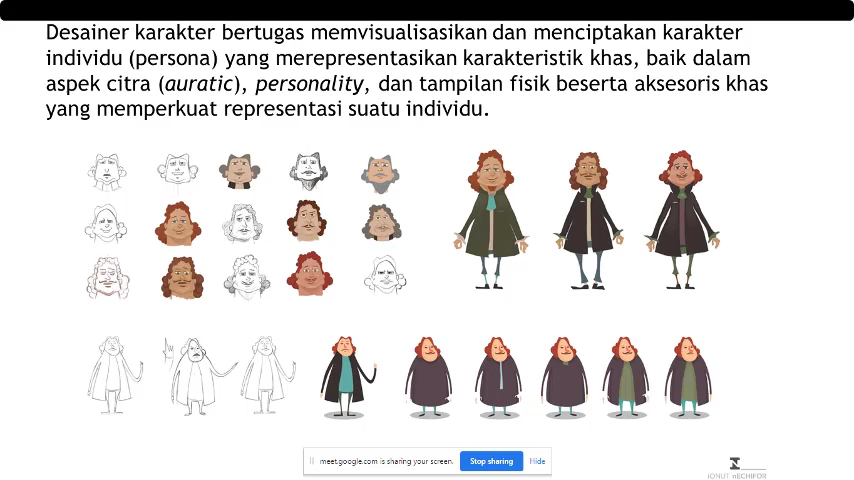 Desainer karakter bertugas memvisualisasikan dan menciptakan karakter
individu (persona) yang merepresentasikan karakteristik khas, baik dalam
aspek citra (auratic), personality, dan tampilan fisik beserta aksesoris khas
yang memperkuat representasi suatu individu.
meet.google.com is sharing your screen. Stop sharing Hide
IONUT NECHIFOR